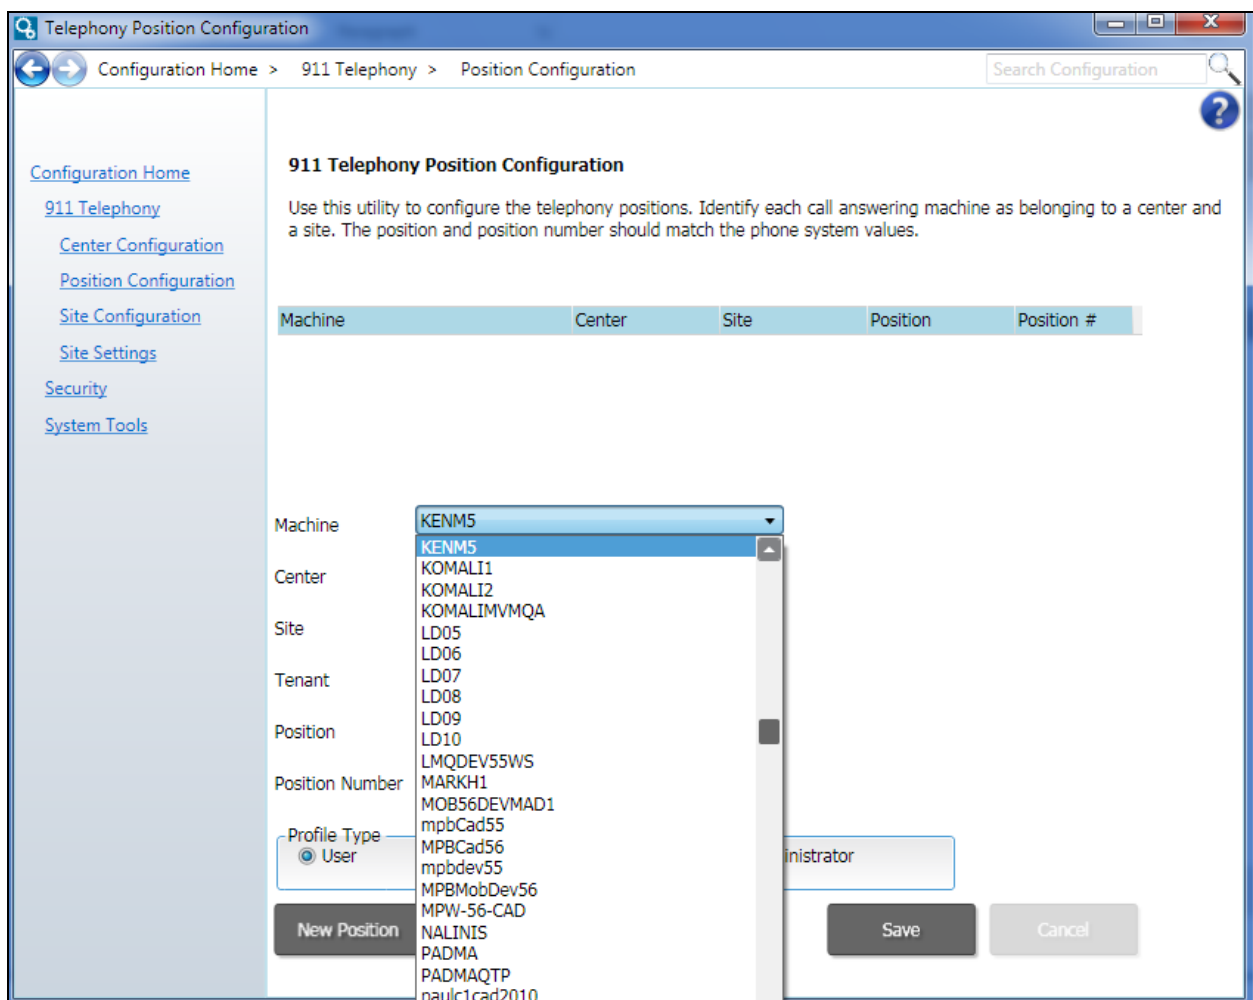 Telephony Position Configuration
Configuration Home > 911 Telephony > Position Configuration
Search Configuration
Configuration Home
911 Telephony
Center Configuration
Position Configuration
Site Configuration
Site Settings
Security
System Tools
911 Telephony Position Configuration
Use this utility to configure the telephony positions. Identify each call answering machine as belonging to a center and
a site. The position and position number should match the phone system values.
Machine Center Site Position Position #
Machine
KENM5
KENM5
KOMALI1
KOMALI2
KOMALIMVMQA
LD05
LD06
LD07
LD08
LD09
LD10
LMQDEV55WS
MARKH1
MOB56DEVMAD1
mpbCad55
MPBCad56
mpbdev55
MPBMobDev56
MPW-56-CAD
NALINIS
PADMA
PADMAQTP
paulc1cad2010
Center
Site
Tenant
Position
Position Number
Profile Type
User
inistrator
New Position
Save
Cancel